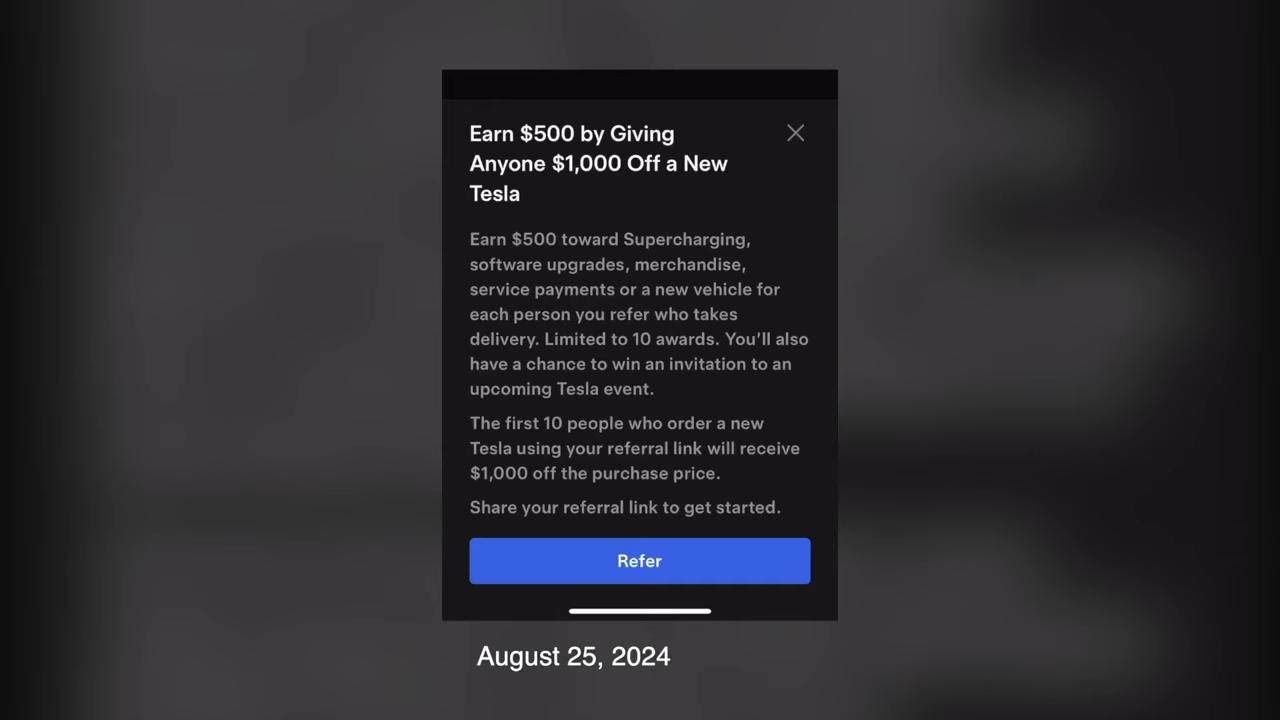 Earn $500 by Giving
Anyone $1,000 Off a New
Tesla
Earn $500 toward Supercharging,
software upgrades, merchandise,
service payments or a new vehicle for
each person you refer who takes
delivery. Limited to 10 awards. You’ll also
have a chance to win an invitation to an
upcoming Tesla event.
The first 10 people who order a new
Tesla using your referral link will receive
$1,000 off the purchase price.
Share your referral link to get started.
Refer
August 25, 2024